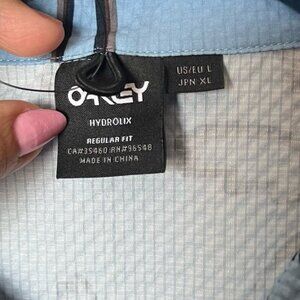 OAKLEY
HYDROLIX
REGULAR FIT
CA#35460 RN#96548
MADE IN CHINA
US/EU L
JPN XL